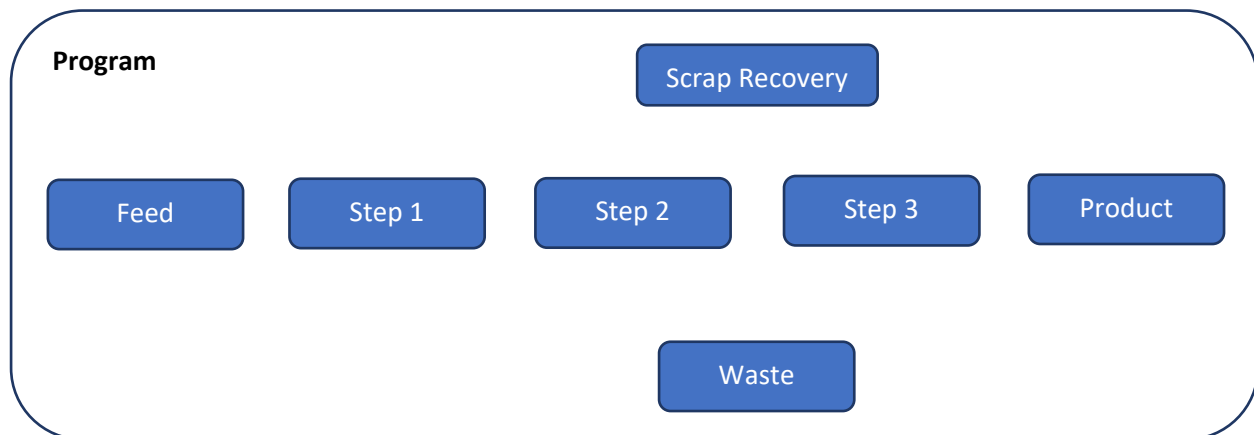 Program
Scrap Recovery
Feed
Step 1
Step 2
Step 3
Product
Waste